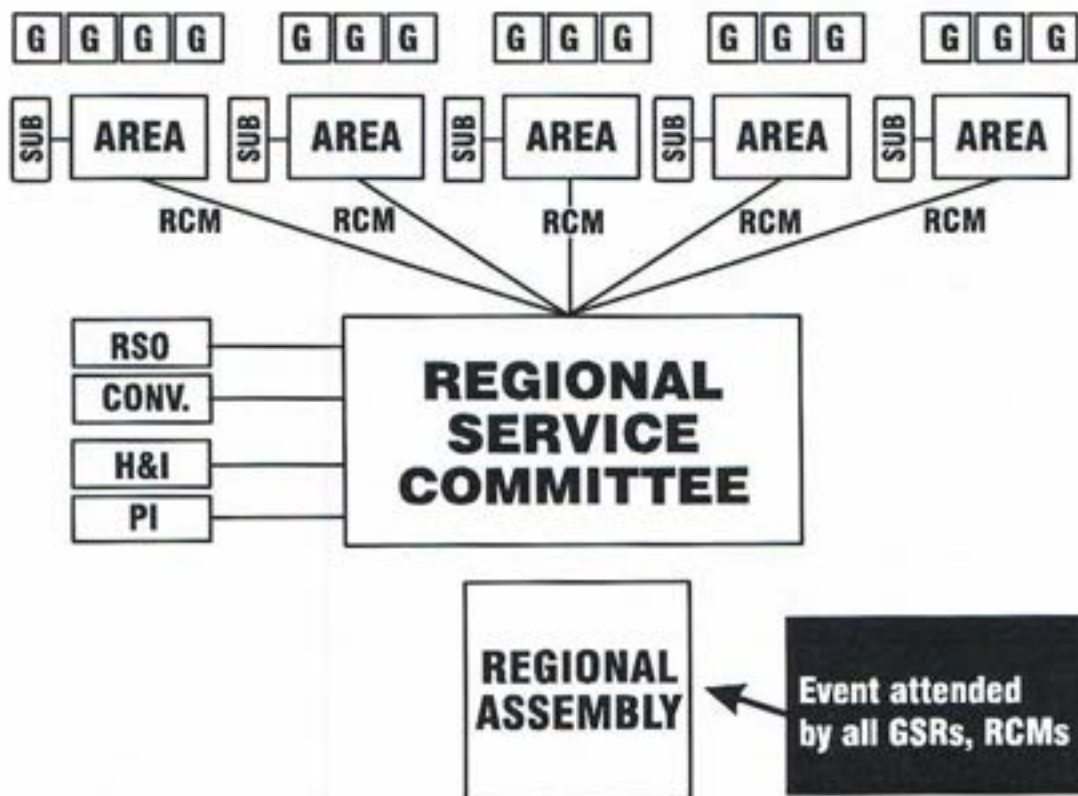 G G G G G G G G G G G G G G G G
SUB AREA SUB AREA SUB AREA SUB AREA SUB AREA
RCM RCM RCM RCM RCM
RSO
CONV.
H&I
PI
REGIONAL
SERVICE
COMMITTEE
REGIONAL
ASSEMBLY
Event attended
by all GSRs, RCMs